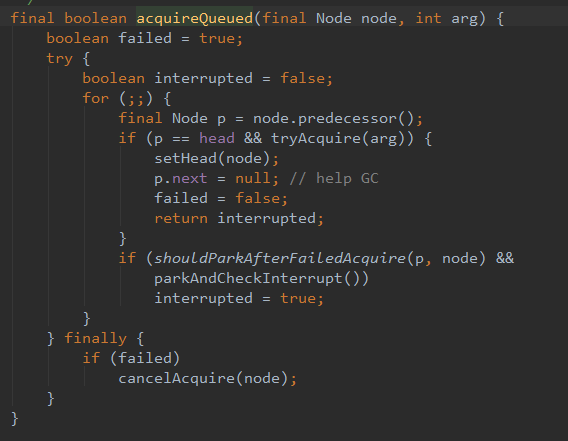 final boolean acquireQueued(final Node node, int arg) {
    boolean failed = true;
    try {
        boolean interrupted = false;
        for (;;) {
            final Node p = node.predecessor();
            if (p == head && tryAcquire(arg)) {
                setHead(node);
                p.next = null; // help GC
                failed = false;
                return interrupted;
            }
            if (shouldParkAfterFailedAcquire(p, node) &&
                parkAndCheckInterrupt())
                interrupted = true;
        }
    } finally {
        if (failed)
            cancelAcquire(node);
    }
}